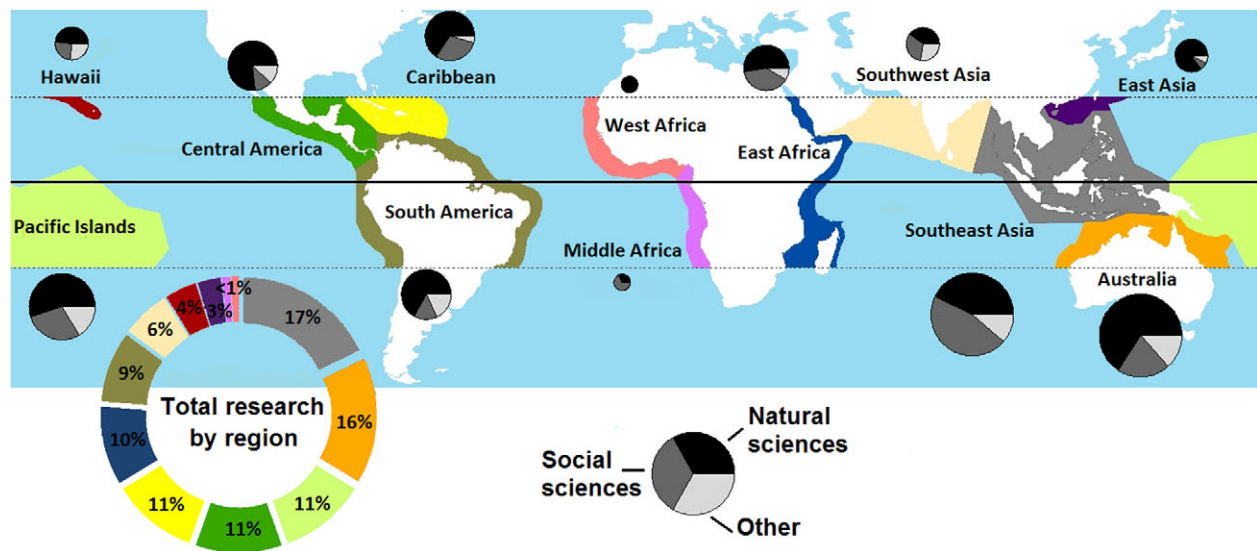 Hawaii
Caribbean
Southwest Asia
East Asia
Central America
West Africa
East Africa
South America
Pacific Islands
Middle Africa
Southeast Asia
Australia
<1%
17%
4%
3%
6%
9%
16%
10%
11%
11%
11%
Total research
by region
Natural
sciences
Social
sciences
Other